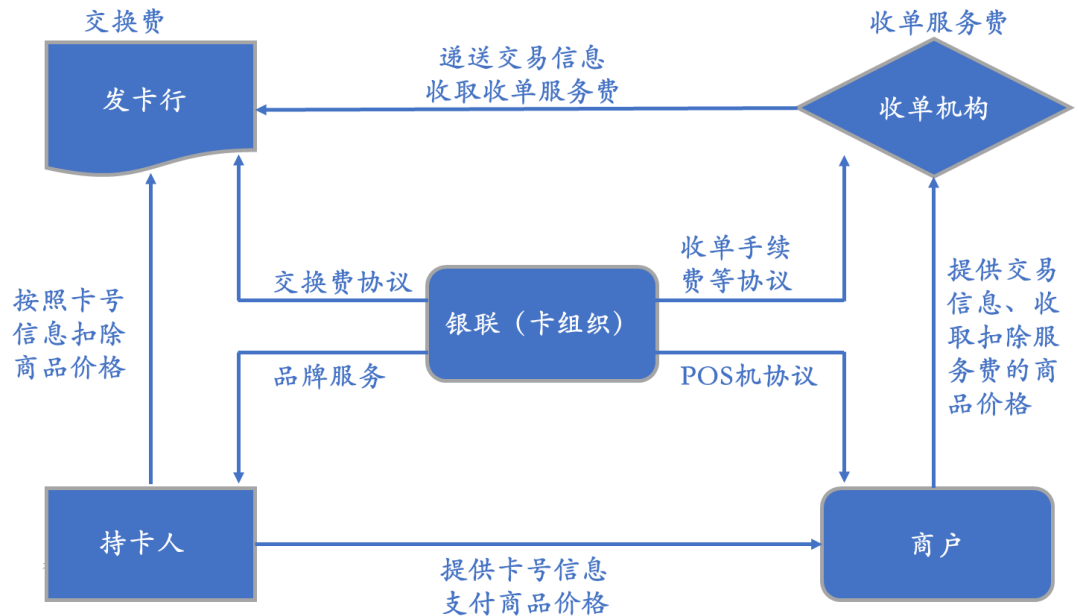 交换费
收单服务费
发卡行
递送交易信息
收取收单服务费
收单机构
交换费协议
收单手续
费等协议
银联（卡组织）
按照卡号
信息扣除
商品价格
提供交易
信息、收
取扣除服
务费的商
品价格
品牌服务
POS机协议
持卡人
提供卡号信息
支付商品价格
商户